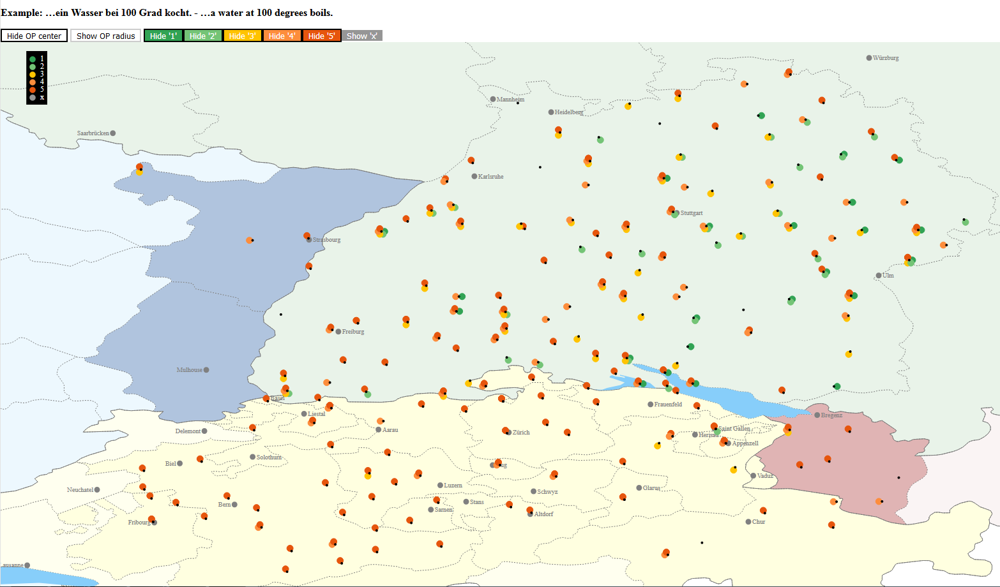 Example: …ein Wasser bei 100 Grad kocht. - …a water at 100 degrees boils.
Hide OP center Show OP radius Hide '1' Hide '2' Hide '3' Hide '4' Hide '5' Show 'x'
1
2
3
4
5
x
Würzburg
Mannheim
Heidelberg
Saarbrücken
Karlsruhe
Stuttgart
Strasbourg
Ulm
Freiburg
Mulhouse
Basel
Frauenfeld
Liestal
Bregenz
Delemont
Aarau
Zürich
Saint Gallen
Herisau
Appenzell
Solothurn
Biel
ug
Vaduz
Neuchatel
Luzern
Glarus
Schwyz
Bern
Stans
Sarnen
Altdorf
Fribourg
Chur
ausanne